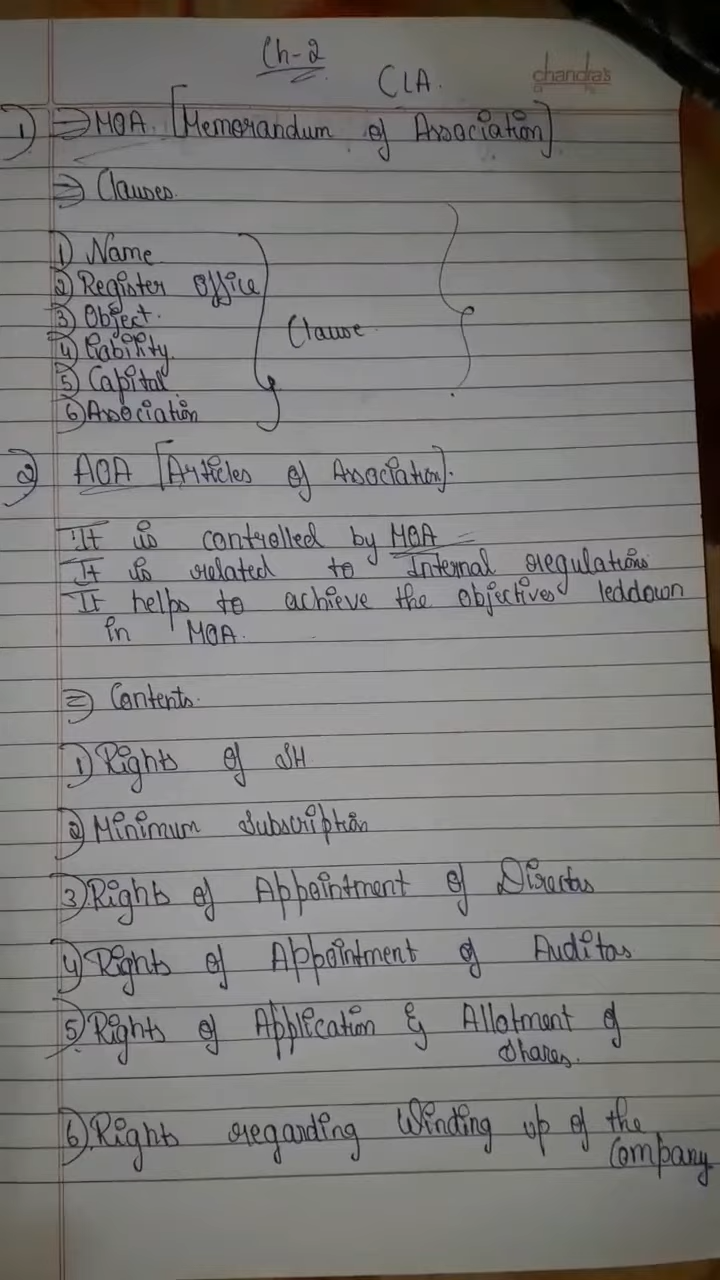 Ch-2
CLA.
chandra's
1) ⇒ MOA. [Memorandum of Association]
⇒ Clauses.
1) Name
2) Register office
3) Object.
4) Liability.
5) Capital.
6) Association
Clause.
2) AOA [Articles of Association].
It is controlled by MOA
It is related to Internal regulations
It helps to achieve the objectives leddown
in MOA.
⇒ Contents.
1) Rights of SH
2) Minimum Subscription
3) Rights of Appointment of Directos
4) Rights of Appointment of Auditos
5) Rights of Application & Allotment of
Shares.
6) Rights regarding Winding up of the
Company